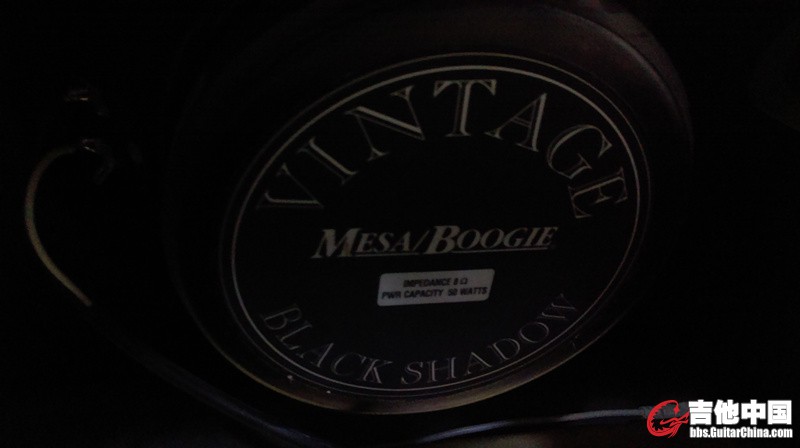 VINTAGE
MESA/BOOGIE
IMPEDANCE 8 Ω
PWR CAPACITY 50 WATTS
BLACK SHADOW
吉他中国
bbs.GuitarChina.com